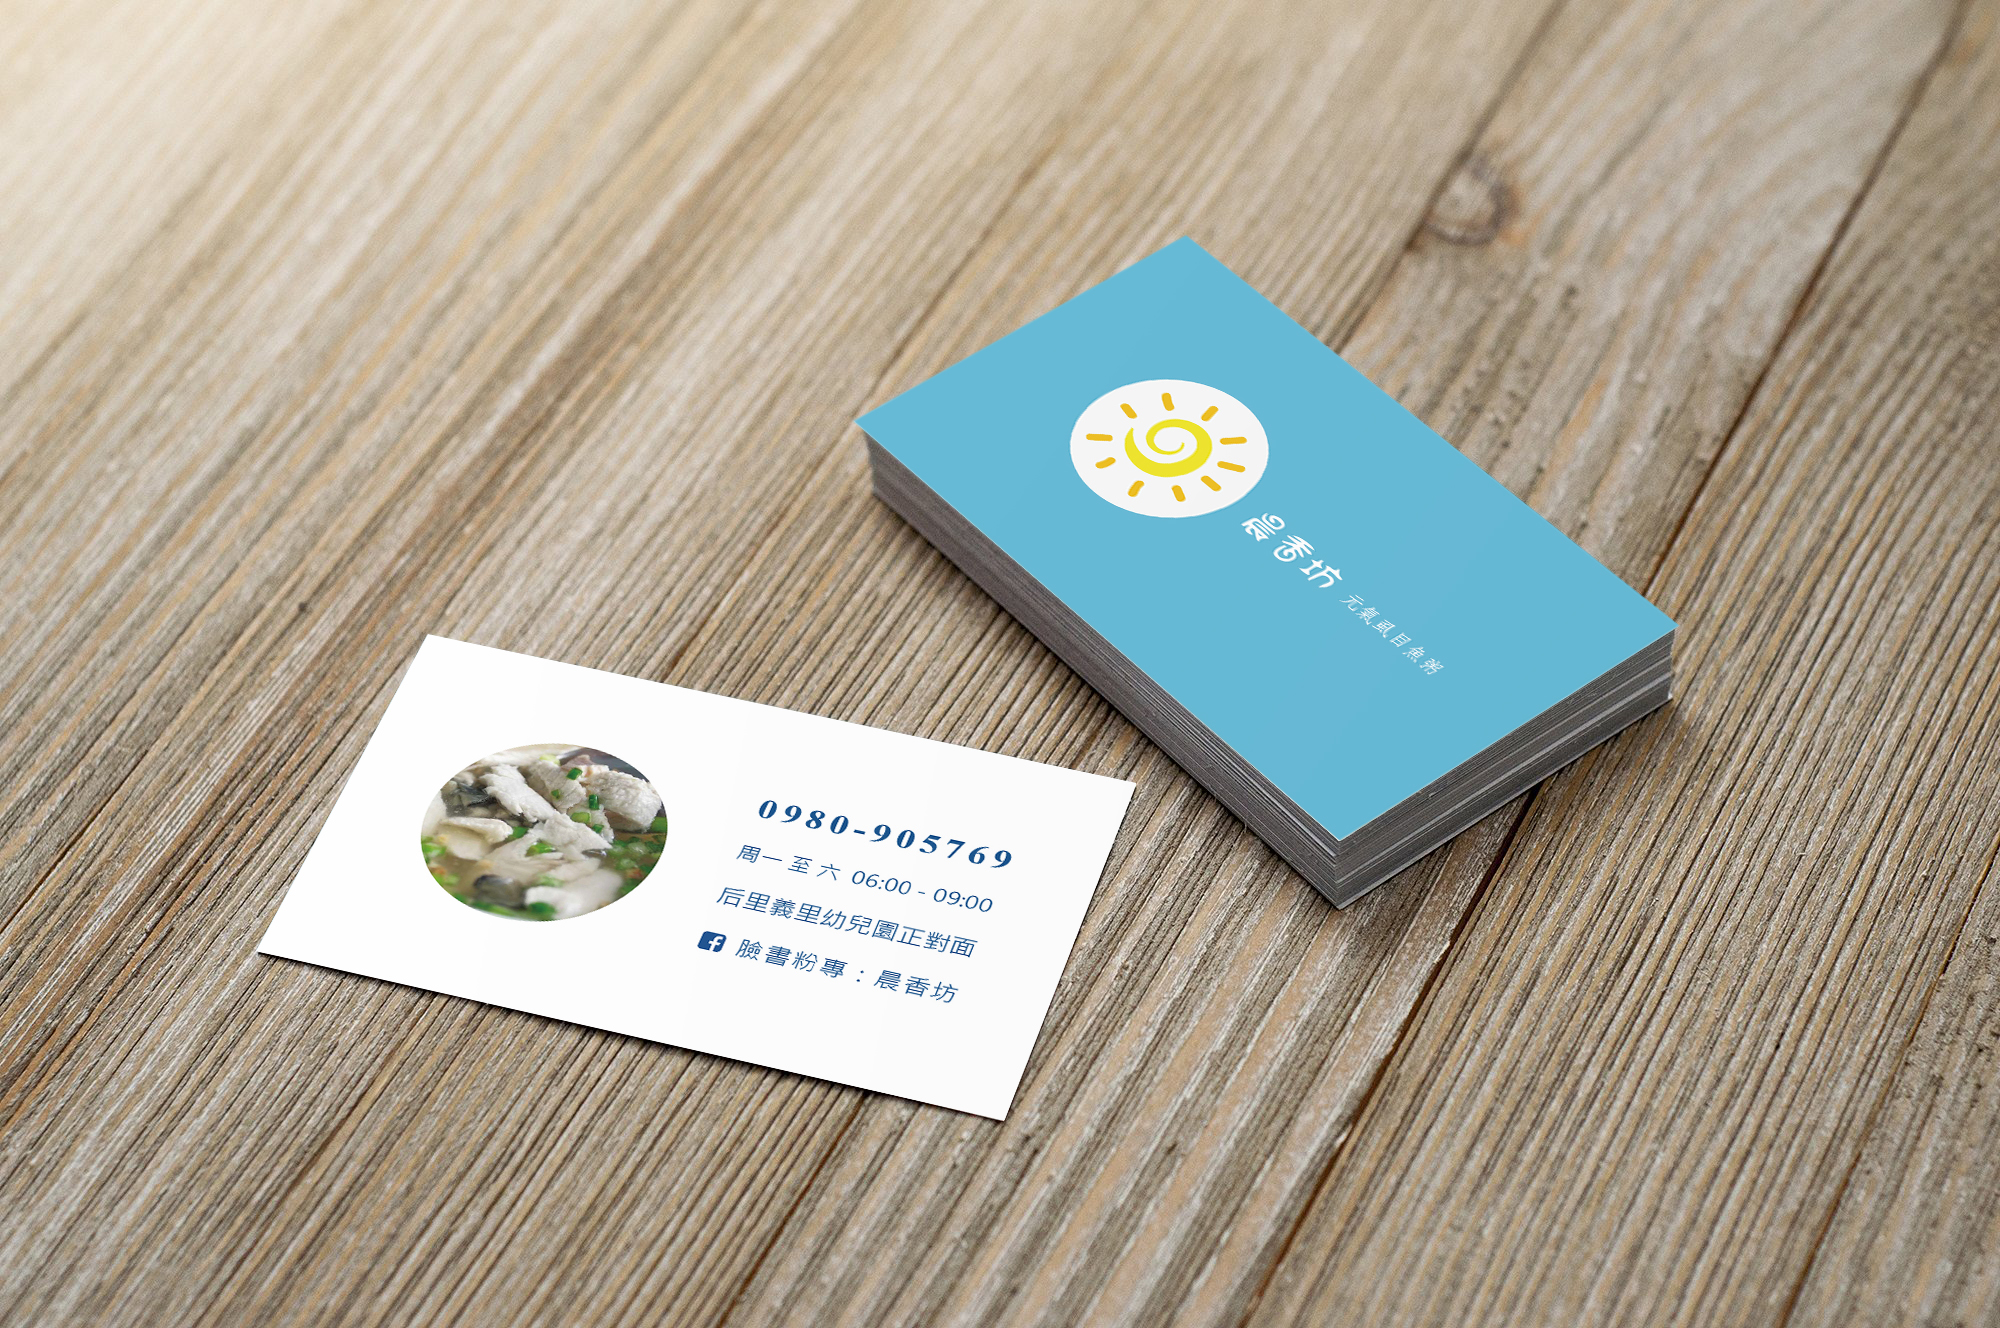 晨香坊 元氣虱目魚粥
0980-905769
周一至六 06:00 - 09:00
后里義里幼兒園正對面
臉書粉專：晨香坊